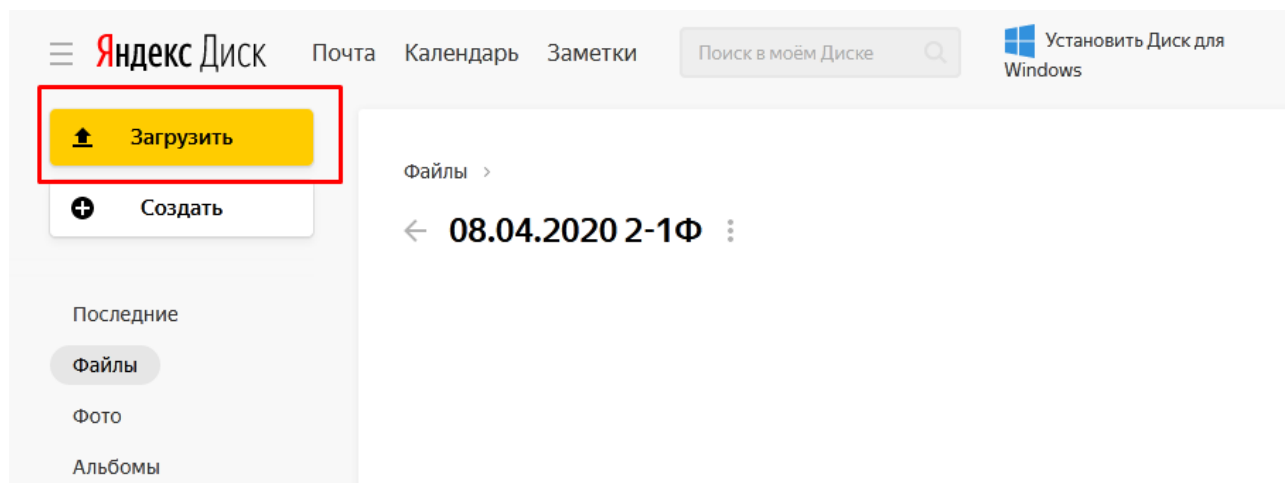 Яндекс Диск Почта Календарь Заметки Поиск в моём Диске Установить Диск для
Windows
Загрузить
Создать
Файлы >
← 08.04.2020 2-1Ф
Последние
Файлы
Фото
Альбомы